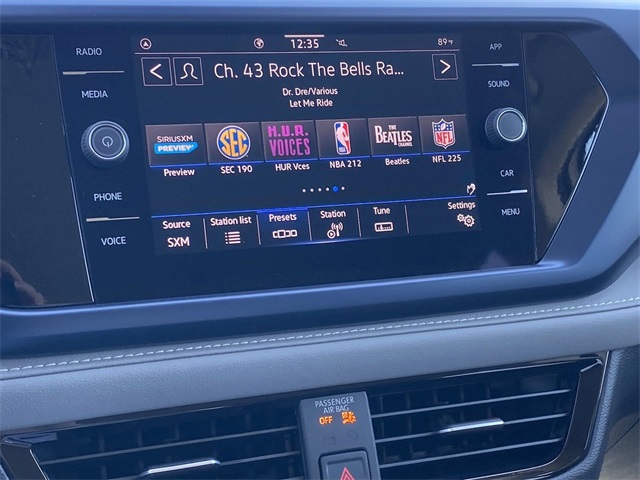 RADIO
MEDIA
PHONE
VOICE
12:35
89°F
Ch. 43 Rock The Bells Ra...
Dr. Dre/Various
Let Me Ride
SIRIUSXM
PREVIEW
SEC
H.U.R.
VOICES
NBA
THE
BEATLES
CHANNEL
NFL
Preview
SEC 190
HUR Vces
NBA 212
Beatles
NFL 225
Settings
Source
SXM
Station list
Presets
Station
Tune
APP
SOUND
CAR
MENU
PASSENGER
AIR BAG
OFF